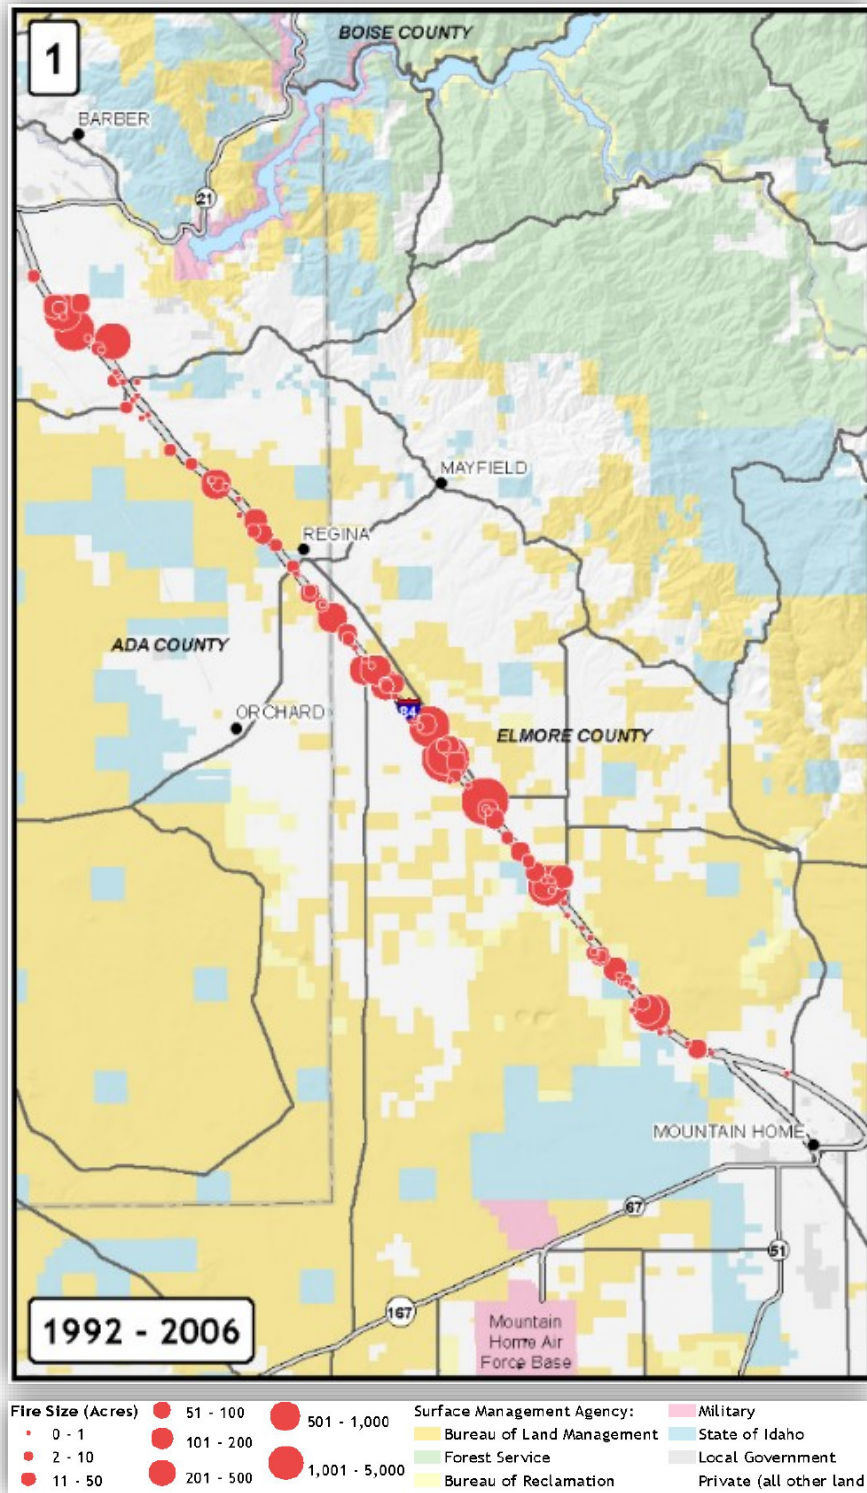 1
BOISE COUNTY
BARBER
21
MAYFIELD
REGINA
ADA COUNTY
ORCHARD
84
ELMORE COUNTY
MOUNTAIN HOME
67
51
167
1992 - 2006
Mountain
Home Air
Force Base
Fire Size (Acres)
0 - 1
2 - 10
11 - 50
51 - 100
101 - 200
201 - 500
501 - 1,000
1,001 - 5,000
Surface Management Agency:
Bureau of Land Management
Forest Service
Bureau of Reclamation
Military
State of Idaho
Local Government
Private (all other land